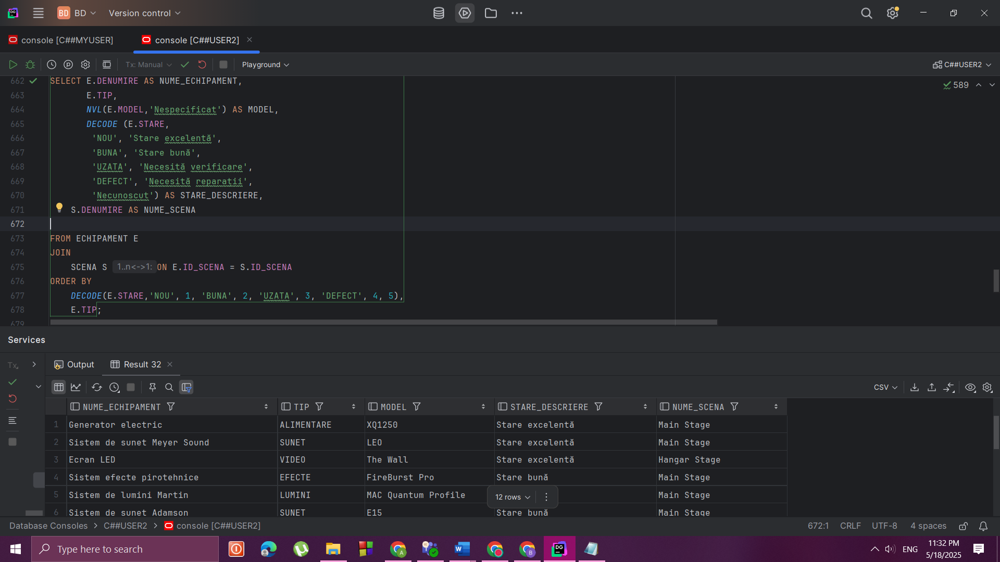 BD BD Version control
console [C##MYUSER] console [C##USER2]
Tx: Manual Playground C##USER2
589
662 SELECT E.DENUMIRE AS NUME_ECHIPAMENT,
663 E.TIP,
664 NVL(E.MODEL,'Nespecificat') AS MODEL,
665 DECODE (E.STARE,
666 'NOU', 'Stare excelentă',
667 'BUNA', 'Stare bună',
668 'UZATA', 'Necesită verificare',
669 'DEFECT', 'Necesită reparatii',
670 'Necunoscut') AS STARE_DESCRIERE,
671 S.DENUMIRE AS NUME_SCENA
672
673 FROM ECHIPAMENT E
674 JOIN
675 SCENA S 1..n<->1: ON E.ID_SCENA = S.ID_SCENA
676 ORDER BY
677 DECODE(E.STARE,'NOU', 1, 'BUNA', 2, 'UZATA', 3, 'DEFECT', 4, 5),
678 E.TIP;
679
Services
Tx Output Result 32
CSV
NUME_ECHIPAMENT TIP MODEL STARE_DESCRIERE NUME_SCENA
1 Generator electric ALIMENTARE XQ1250 Stare excelentă Main Stage
2 Sistem de sunet Meyer Sound SUNET LEO Stare excelentă Main Stage
3 Ecran LED VIDEO The Wall Stare excelentă Hangar Stage
4 Sistem efecte pirotehnice EFECTE FireBurst Pro Stare bună Main Stage
5 Sistem de lumini Martin LUMINI MAC Quantum Profile Main Stage
12 rows
6 Sistem de sunet Adamson SUNET E15 Stare bună Main Stage
Database Consoles > C##USER2 > console [C##USER2] 672:1 CRLF UTF-8 4 spaces
Type here to search
ENG 11:32 PM
5/18/2025